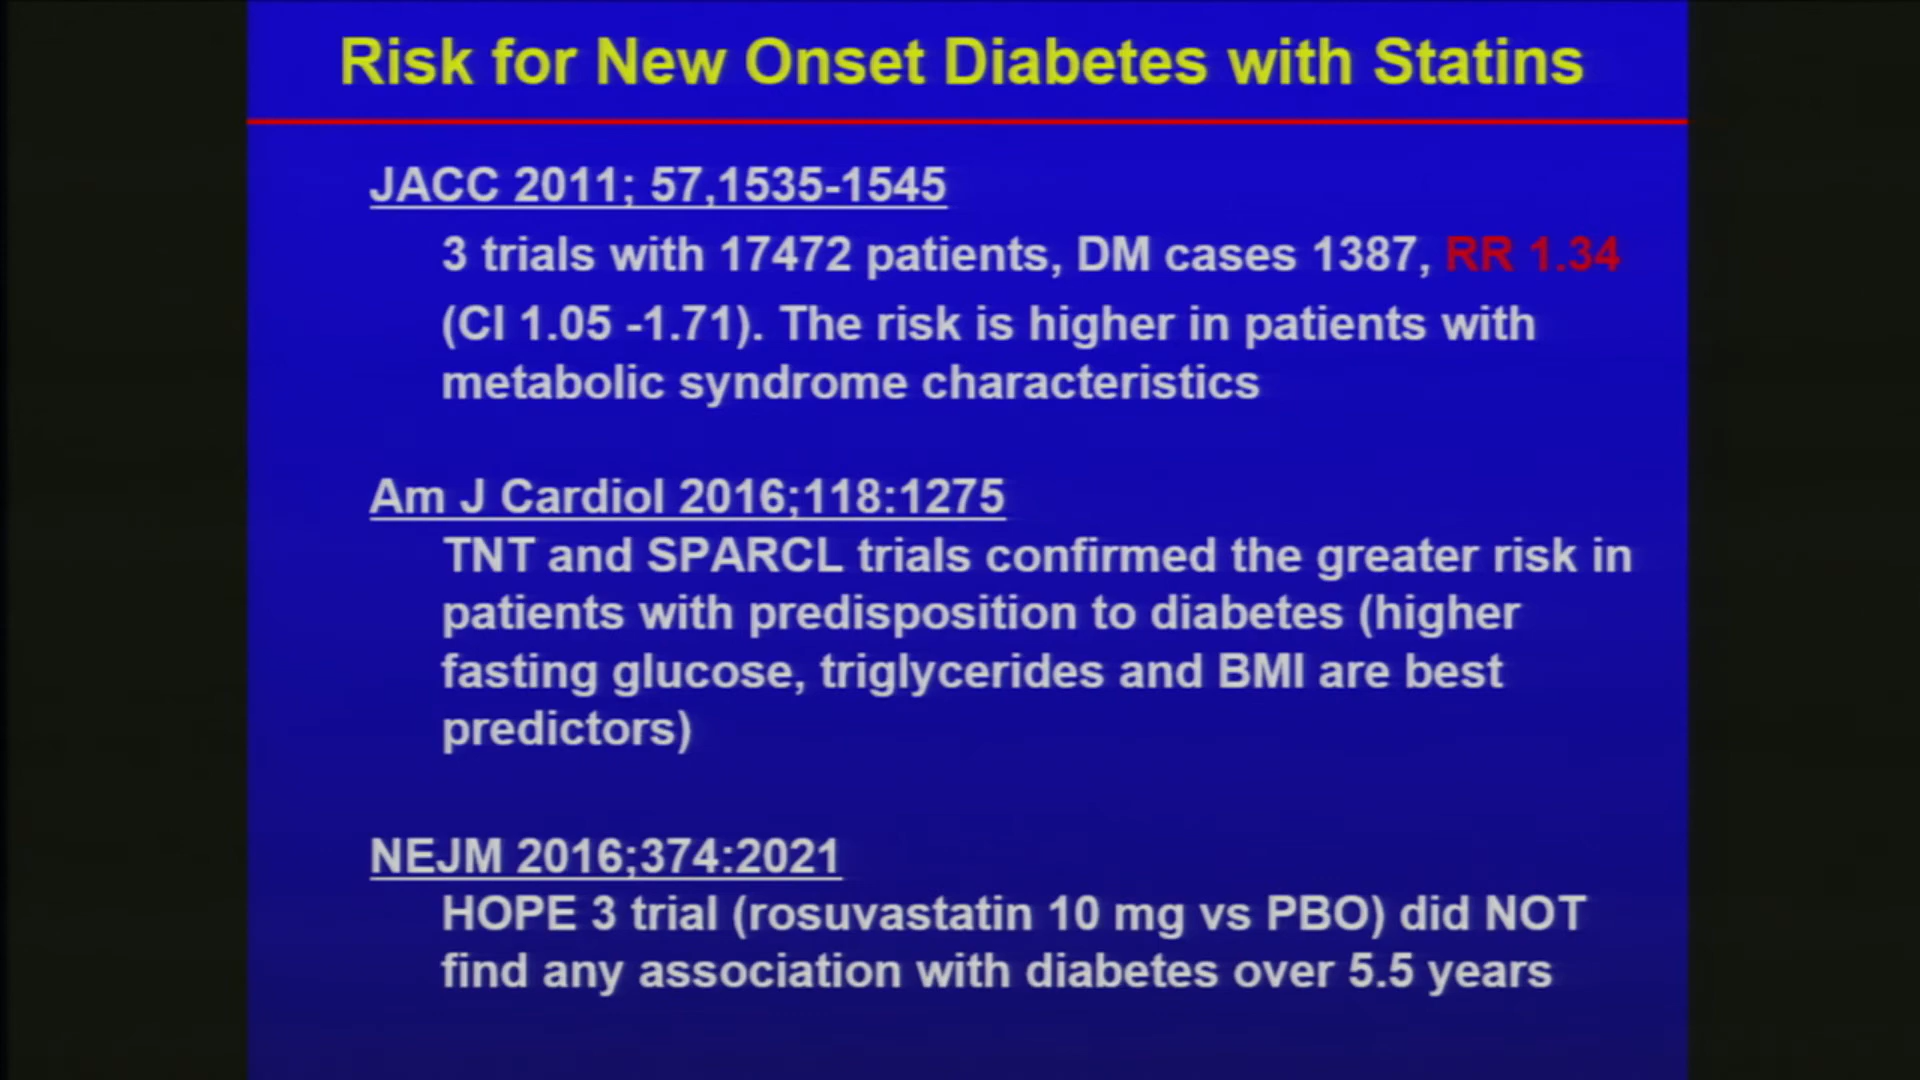 Risk for New Onset Diabetes with Statins
JACC 2011; 57,1535-1545
3 trials with 17472 patients, DM cases 1387, RR 1.34
(CI 1.05 -1.71). The risk is higher in patients with
metabolic syndrome characteristics
Am J Cardiol 2016;118:1275
TNT and SPARCL trials confirmed the greater risk in
patients with predisposition to diabetes (higher
fasting glucose, triglycerides and BMI are best
predictors)
NEJM 2016;374:2021
HOPE 3 trial (rosuvastatin 10 mg vs PBO) did NOT
find any association with diabetes over 5.5 years